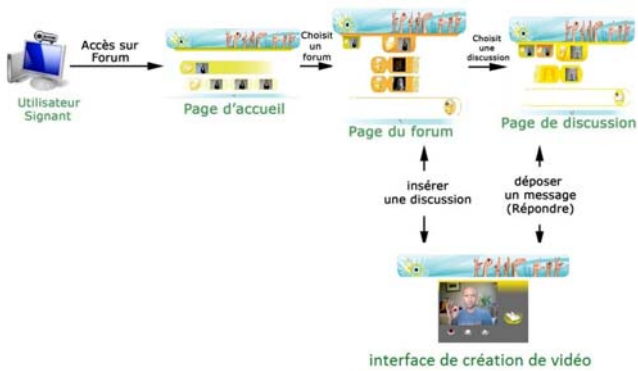 Accès sur
Forum
Utilisateur
Signant
Page d'accueil
Choisit
un
forum
Page du forum
Choisit
une
discussion
Page de discussion
insérer
une discussion
déposer
un message
(Répondre)
interface de création de vidéo